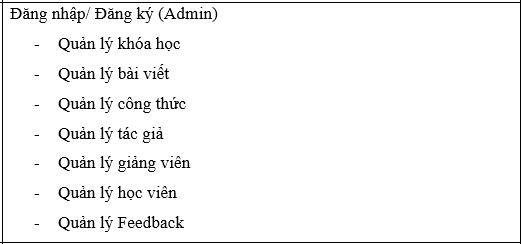 Đăng nhập/ Đăng ký (Admin)
- Quản lý khóa học
- Quản lý bài viết
- Quản lý công thức
- Quản lý tác giả
- Quản lý giảng viên
- Quản lý học viên
- Quản lý Feedback